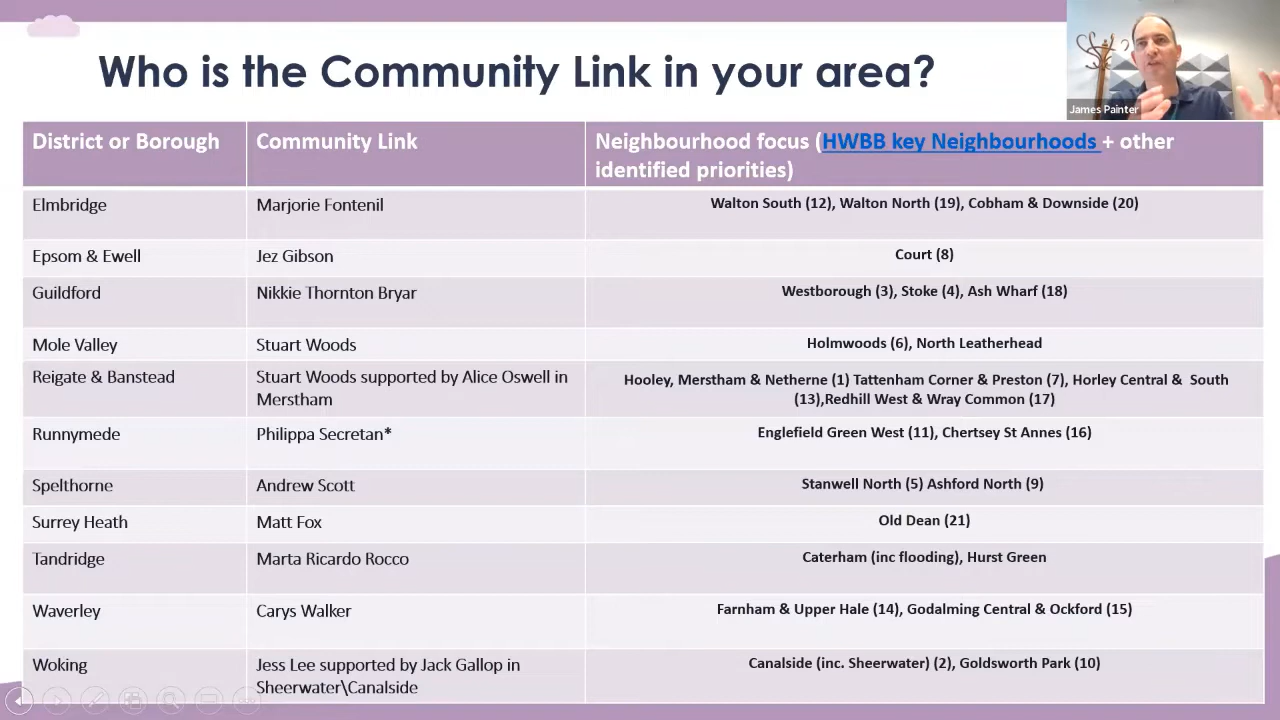 Who is the Community Link in your area?
James Painter
District or Borough
Community Link
Neighbourhood focus (HWBB key Neighbourhoods + other
identified priorities)
Elmbridge
Marjorie Fontenil
Walton South (12), Walton North (19), Cobham & Downside (20)
Epsom & Ewell
Jez Gibson
Court (8)
Guildford
Nikkie Thornton Bryar
Westborough (3), Stoke (4), Ash Wharf (18)
Mole Valley
Stuart Woods
Holmwoods (6), North Leatherhead
Reigate & Banstead
Stuart Woods supported by Alice Oswell in
Merstham
Hooley, Merstham & Netherne (1) Tattenham Corner & Preston (7), Horley Central & South
(13),Redhill West & Wray Common (17)
Runnymede
Philippa Secretan*
Englefield Green West (11), Chertsey St Annes (16)
Spelthorne
Andrew Scott
Stanwell North (5) Ashford North (9)
Surrey Heath
Matt Fox
Old Dean (21)
Tandridge
Marta Ricardo Rocco
Caterham (inc flooding), Hurst Green
Waverley
Carys Walker
Farnham & Upper Hale (14), Godalming Central & Ockford (15)
Woking
Jess Lee supported by Jack Gallop in
Sheerwater\Canalside
Canalside (inc. Sheerwater) (2), Goldsworth Park (10)